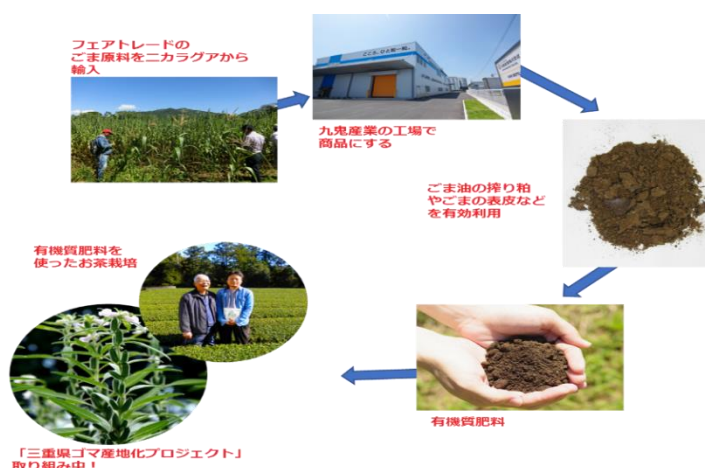 フェアトレードの
ごま原料をニカラグアから
輸入
九鬼産業の工場で
商品にする
ごま油の搾り粕
やごまの表皮など
を有効利用
有機質肥料
有機質肥料を
使ったお茶栽培
「三重県ゴマ産地化プロジェクト」
取り組み中！